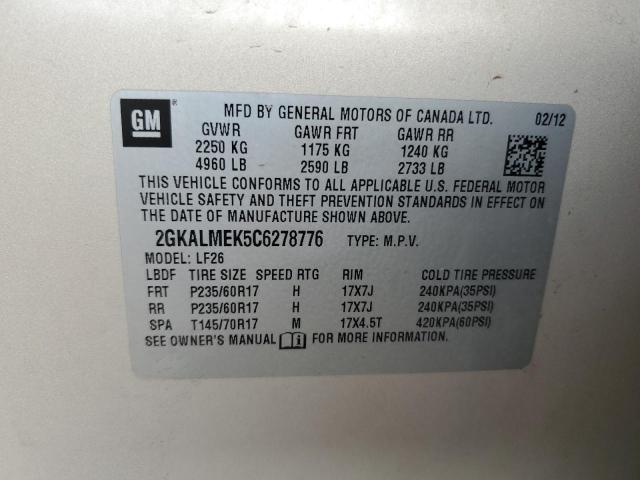 GM ® MFD BY GENERAL MOTORS OF CANADA LTD. 02/12
GVWR GAWR FRT GAWR RR
2250 KG 1175 KG 1240 KG
4960 LB 2590 LB 2733 LB
THIS VEHICLE CONFORMS TO ALL APPLICABLE U.S. FEDERAL MOTOR
VEHICLE SAFETY AND THEFT PREVENTION STANDARDS IN EFFECT ON
THE DATE OF MANUFACTURE SHOWN ABOVE.
2GKALMEK5C6278776 TYPE: M.P.V.
MODEL: LF26
LBDF TIRE SIZE SPEED RTG RIM COLD TIRE PRESSURE
FRT P235/60R17 H 17X7J 240KPA(35PSI)
RR P235/60R17 H 17X7J 240KPA(35PSI)
SPA T145/70R17 M 17X4.5T 420KPA(60PSI)
SEE OWNER'S MANUAL FOR MORE INFORMATION.